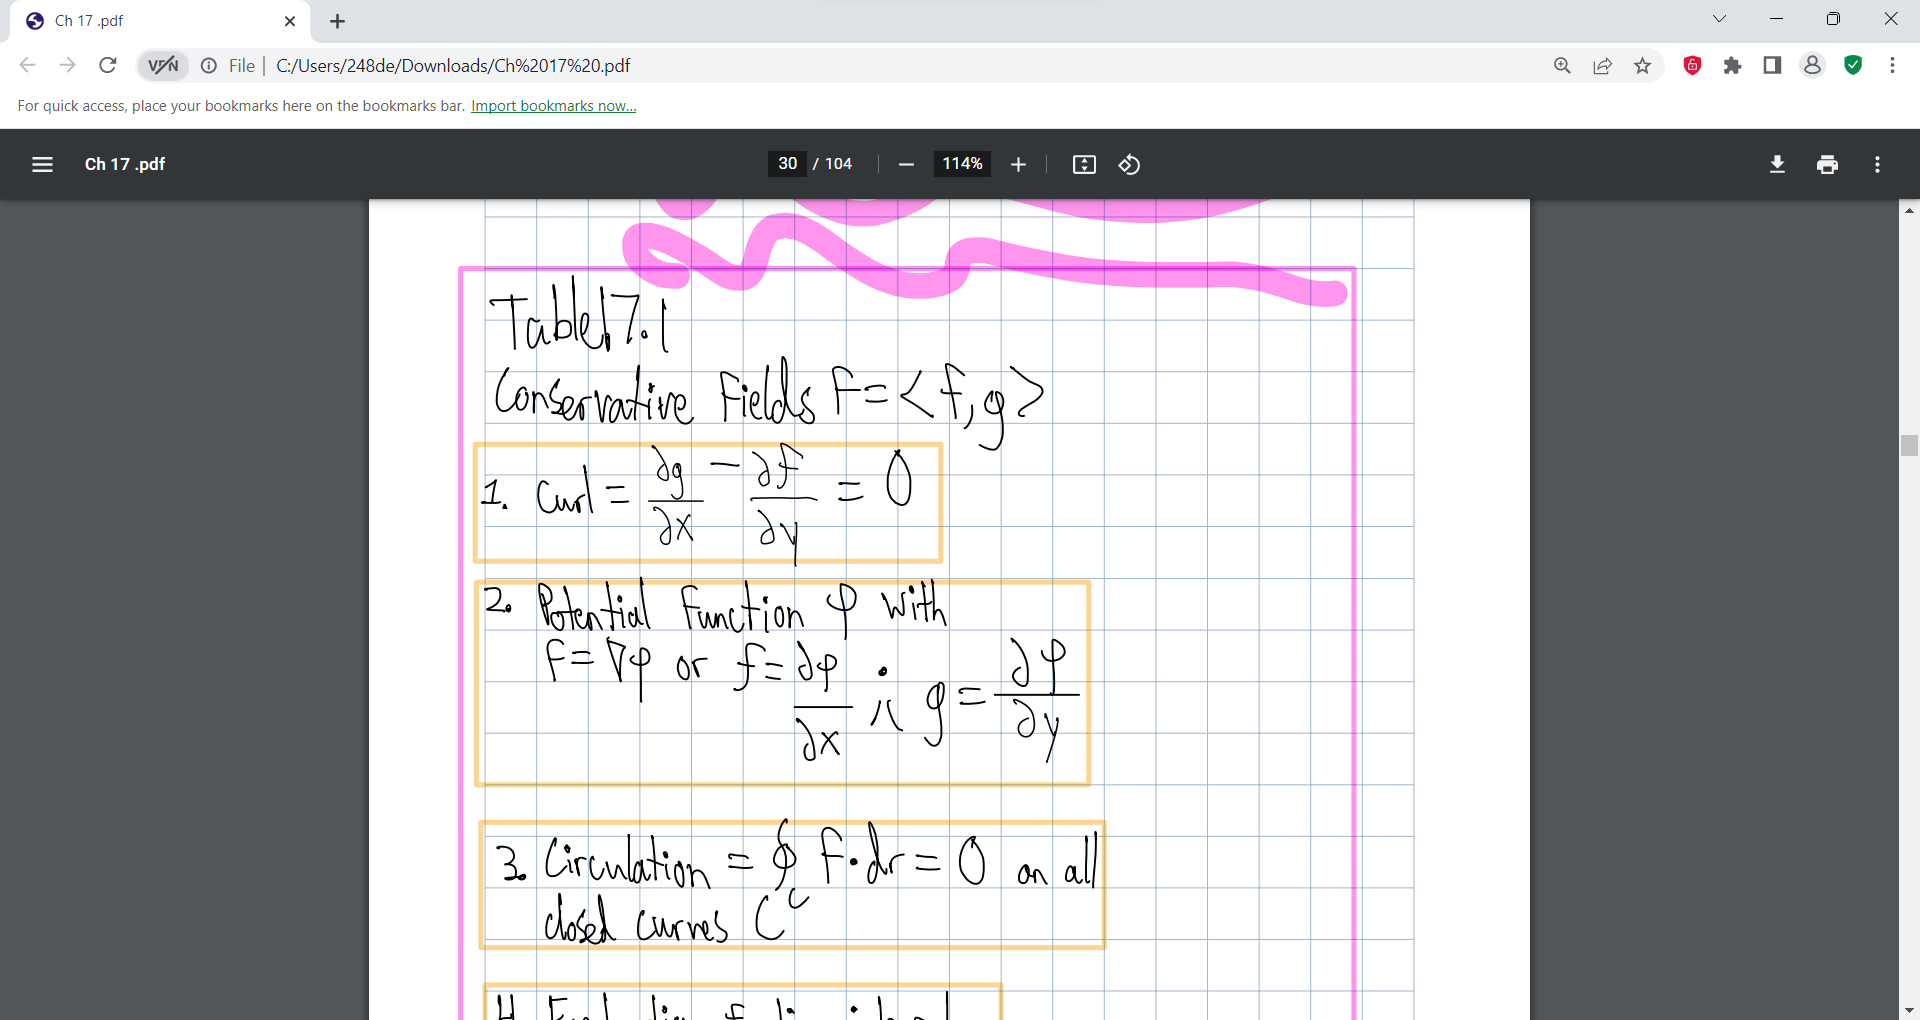 Ch 17 .pdf
VPN
File
C:/Users/248de/Downloads/Ch%2017%20.pdf
For quick access, place your bookmarks here on the bookmarks bar. Import bookmarks now...
Ch 17 .pdf
30 / 104
114%
Table 17.1
Conservative Fields F = <f, g>
1. Curl = ∂g/∂x - ∂f/∂y = 0
2. Potential Function φ with
F = ∇φ or f = ∂φ/∂x ; g = ∂φ/∂y
3. Circulation = ∮_C F · dr = 0 on all
closed curves C